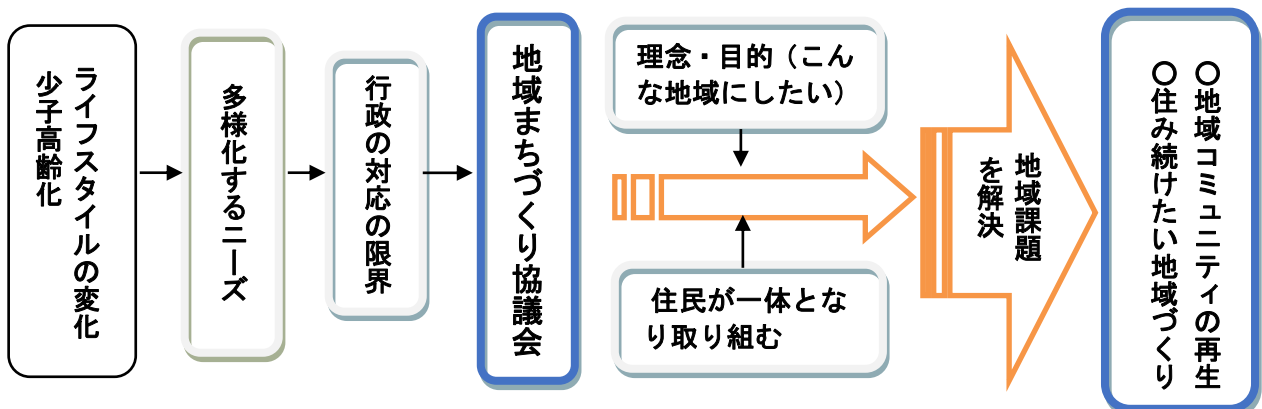 ライフスタイルの変化
少子高齢化
多様化するニーズ
行政の対応の限界
地域まちづくり協議会
理念・目的（こん
な地域にしたい）
住民が一体とな
り取り組む
地域課題
を解決
○地域コミュニティの再生
○住み続けたい地域づくり